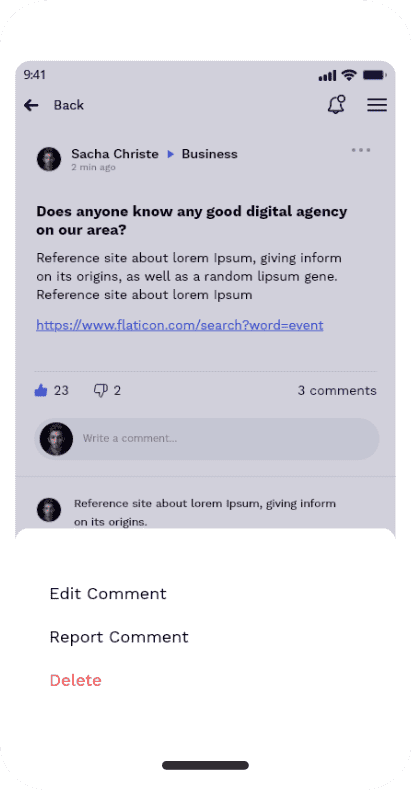 9:41
Back
Sacha Christe Business
2 min ago
Does anyone know any good digital agency
on our area?
Reference site about lorem Ipsum, giving inform
on its origins, as well as a random lipsum gene.
Reference site about lorem Ipsum
https://www.flaticon.com/search?word=event
23 2 3 comments
Write a comment...
Reference site about lorem Ipsum, giving inform
on its origins.
Edit Comment
Report Comment
Delete